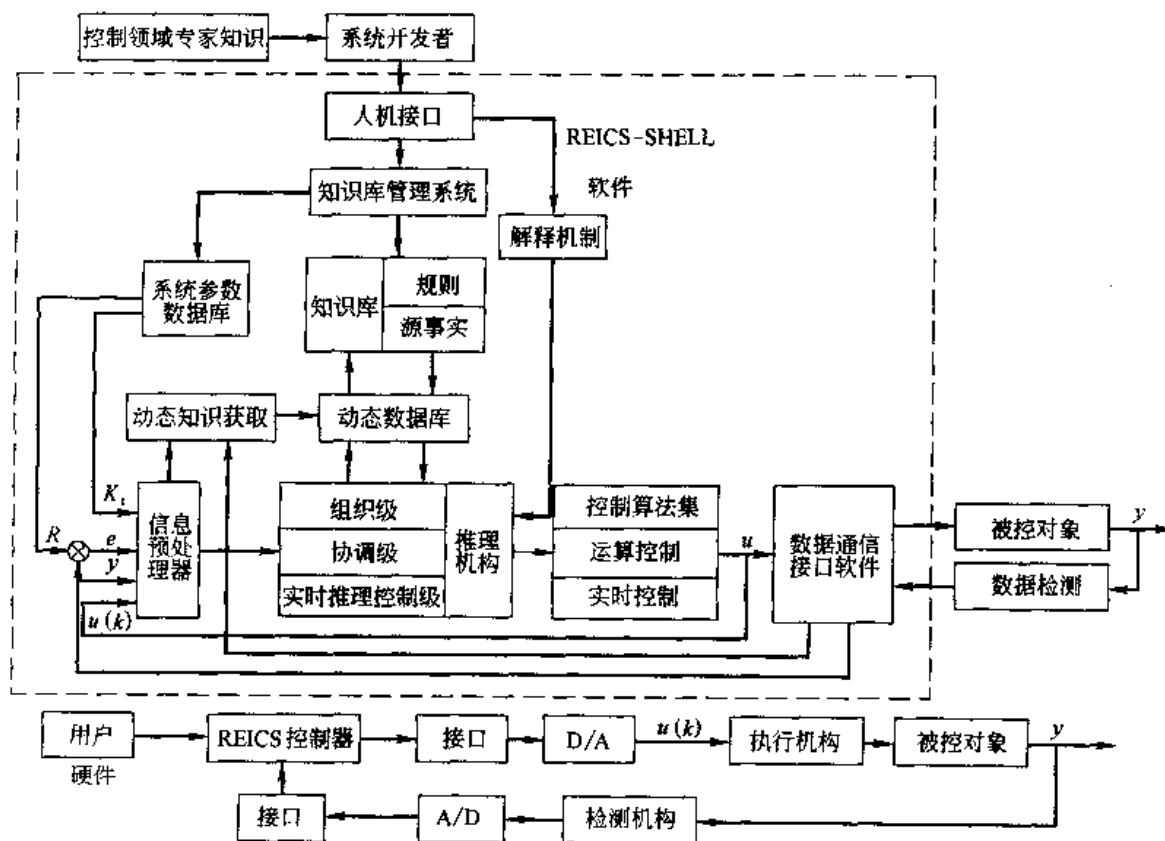 控制领域专家知识
系统开发者
人机接口
REICS-SHELL
软件
知识库管理系统
解释机制
系统参数
数据库
知识库
规则
源事实
动态知识获取
动态数据库
信息
预处
理器
组织级
协调级
实时推理控制级
推理
机构
控制算法集
运算控制
实时控制
u
数据通信
接口软件
被控对象
y
数据检测
R
e
y
u(k)
用户
硬件
REICS控制器
接口
D/A
u(k)
执行机构
被控对象
y
接口
A/D
检测机构